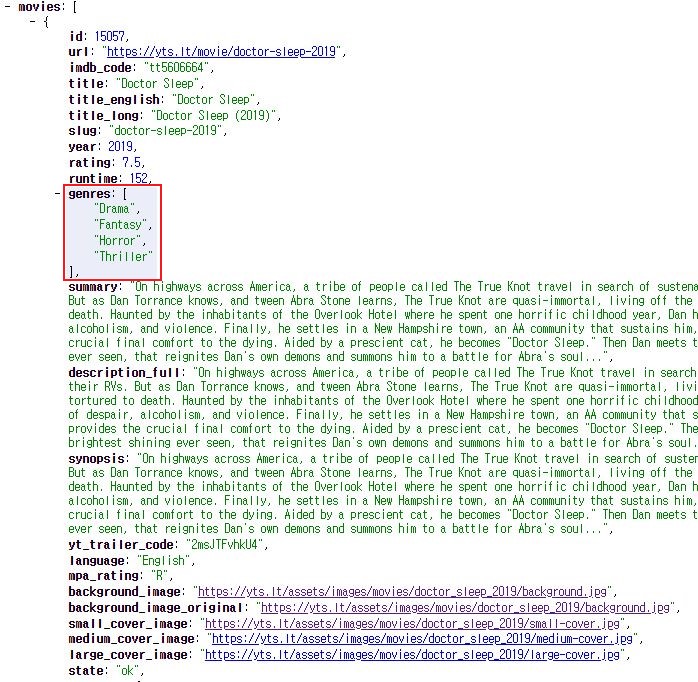 - movies: [
- {
id: 15057,
url: "https://yts.lt/movie/doctor-sleep-2019",
imdb_code: "tt5606664",
title: "Doctor Sleep",
title_english: "Doctor Sleep",
title_long: "Doctor Sleep (2019)",
slug: "doctor-sleep-2019",
year: 2019,
rating: 7.5,
runtime: 152,
- genres: [
"Drama",
"Fantasy",
"Horror",
"Thriller"
],
summary: "On highways across America, a tribe of people called The True Knot travel in search of sustena
But as Dan Torrance knows, and tween Abra Stone learns, The True Knot are quasi-immortal, living off the
death. Haunted by the inhabitants of the Overlook Hotel where he spent one horrific childhood year, Dan h
alcoholism, and violence. Finally, he settles in a New Hampshire town, an AA community that sustains him,
crucial final comfort to the dying. Aided by a prescient cat, he becomes "Doctor Sleep." Then Dan meets t
ever seen, that reignites Dan's own demons and summons him to a battle for Abra's soul...",
description_full: "On highways across America, a tribe of people called The True Knot travel in search
their RVs. But as Dan Torrance knows, and tween Abra Stone learns, The True Knot are quasi-immortal, livi
tortured to death. Haunted by the inhabitants of the Overlook Hotel where he spent one horrific childhood
of despair, alcoholism, and violence. Finally, he settles in a New Hampshire town, an AA community that s
provides the crucial final comfort to the dying. Aided by a prescient cat, he becomes "Doctor Sleep." The
brightest shining ever seen, that reignites Dan's own demons and summons him to a battle for Abra's soul.
synopsis: "On highways across America, a tribe of people called The True Knot travel in search of susten
But as Dan Torrance knows, and tween Abra Stone learns, The True Knot are quasi-immortal, living off the
death. Haunted by the inhabitants of the Overlook Hotel where he spent one horrific childhood year, Dan h
alcoholism, and violence. Finally, he settles in a New Hampshire town, an AA community that sustains him,
crucial final comfort to the dying. Aided by a prescient cat, he becomes "Doctor Sleep." Then Dan meets t
ever seen, that reignites Dan's own demons and summons him to a battle for Abra's soul...",
yt_trailer_code: "2msJTFvhkU4",
language: "English",
mpa_rating: "R",
background_image: "https://yts.lt/assets/images/movies/doctor_sleep_2019/background.jpg",
background_image_original: "https://yts.lt/assets/images/movies/doctor_sleep_2019/background.jpg",
small_cover_image: "https://yts.lt/assets/images/movies/doctor_sleep_2019/small-cover.jpg",
medium_cover_image: "https://yts.lt/assets/images/movies/doctor_sleep_2019/medium-cover.jpg",
large_cover_image: "https://yts.lt/assets/images/movies/doctor_sleep_2019/large-cover.jpg",
state: "ok",